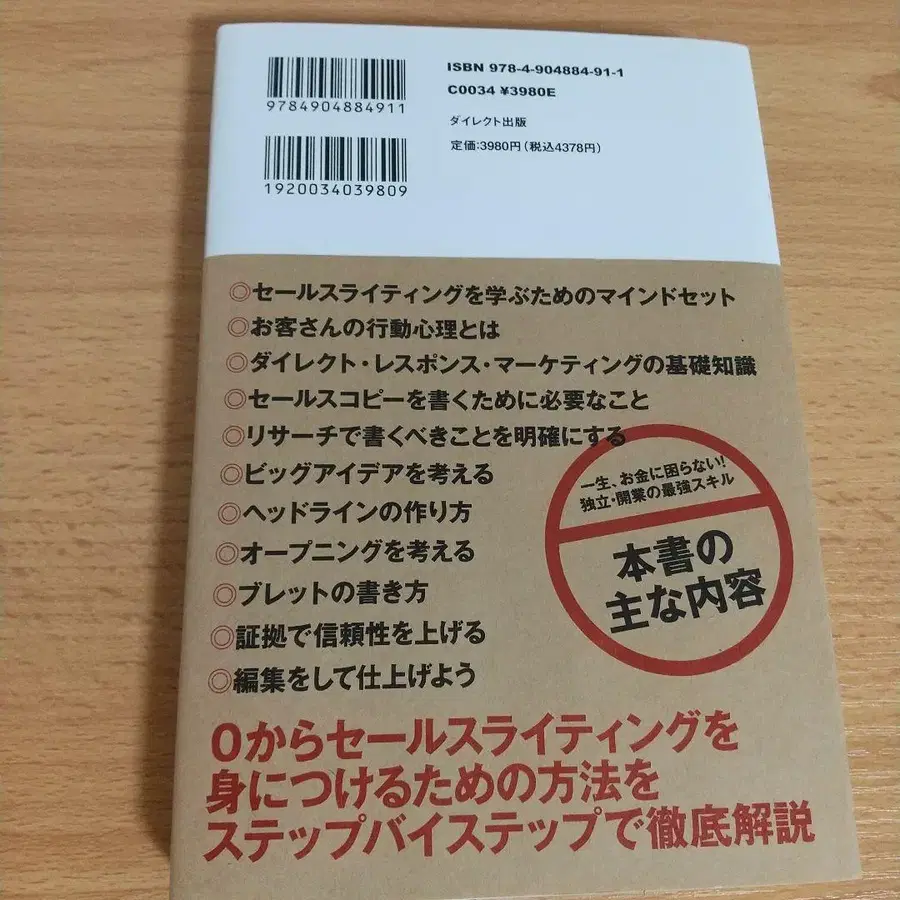 9784904884911
ISBN 978-4-904884-91-1
C0034 ¥3980E
ダイレクト出版
定価:3980円(税込4378円)
1920034039809
◎セールスライティングを学ぶためのマインドセット
◎お客さんの行動心理とは
◎ダイレクト・レスポンス・マーケティングの基礎知識
◎セールスコピーを書くために必要なこと
◎リサーチで書くべきことを明確にする
◎ビッグアイデアを考える
◎ヘッドラインの作り方
◎オープニングを考える
◎ブレットの書き方
◎証拠で信頼性を上げる
◎編集をして仕上げよう
一生、お金に困らない!
独立・開業の最強スキル
本書の
主な内容
0からセールスライティングを
身につけるための方法を
ステップバイステップで徹底解説